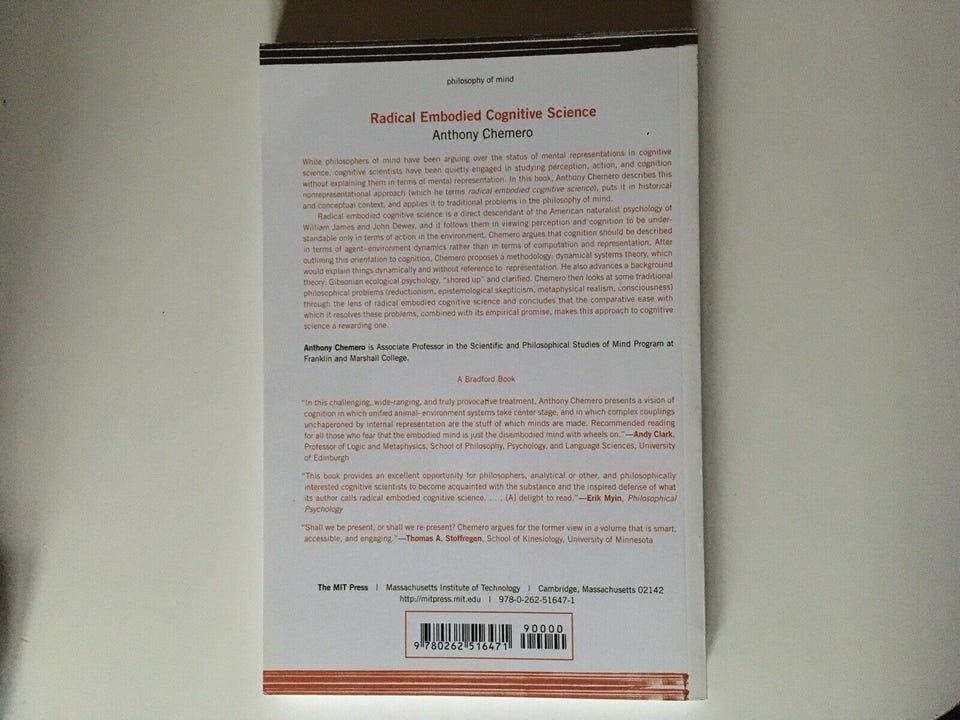 philosophy of mind
Radical Embodied Cognitive Science
Anthony Chemero
While philosophers of mind have been arguing over the status of mental representations in cognitive
science, cognitive scientists have been quietly engaged in studying perception, action, and cognition
without explaining them in terms of mental representation. In this book, Anthony Chemero describes this
nonrepresentational approach (which he terms radical embodied cognitive science), puts it in historical
and conceptual context, and applies it to traditional problems in the philosophy of mind.
Radical embodied cognitive science is a direct descendant of the American naturalist psychology of
William James and John Dewey, and it follows them in viewing perception and cognition to be under-
standable only in terms of action in the environment. Chemero argues that cognition should be described
in terms of agent–environment dynamics rather than in terms of computation and representation. After
outlining this orientation to cognition, Chemero proposes a methodology: dynamical systems theory, which
would explain things dynamically and without reference to representation. He also advances a background
theory: Gibsonian ecological psychology, "shored up" and clarified. Chemero then looks at some traditional
philosophical problems (reductionism, epistemological skepticism, metaphysical realism, consciousness)
through the lens of radical embodied cognitive science and concludes that the comparative ease with
which it resolves these problems, combined with its empirical promise, makes this approach to cognitive
science a rewarding one.
Anthony Chemero is Associate Professor in the Scientific and Philosophical Studies of Mind Program at
Franklin and Marshall College.
A Bradford Book
"In this challenging, wide-ranging, and truly provocative treatment, Anthony Chemero presents a vision of
cognition in which unified animal–environment systems take center stage, and in which complex couplings
unchaperoned by internal representation are the stuff of which minds are made. Recommended reading
for all those who fear that the embodied mind is just the disembodied mind with wheels on."—Andy Clark,
Professor of Logic and Metaphysics, School of Philosophy, Psychology, and Language Sciences, University
of Edinburgh
"This book provides an excellent opportunity for philosophers, analytical or other, and philosophically
interested cognitive scientists to become acquainted with the substance and the inspired defense of what
its author calls radical embodied cognitive science. . . . [A] delight to read."—Erik Myin, Philosophical
Psychology
"Shall we be present, or shall we re-present? Chemero argues for the former view in a volume that is smart,
accessible, and engaging."—Thomas A. Stoffregen, School of Kinesiology, University of Minnesota
The MIT Press | Massachusetts Institute of Technology | Cambridge, Massachusetts 02142
http://mitpress.mit.edu | 978-0-262-51647-1
90000
9 780262 516471